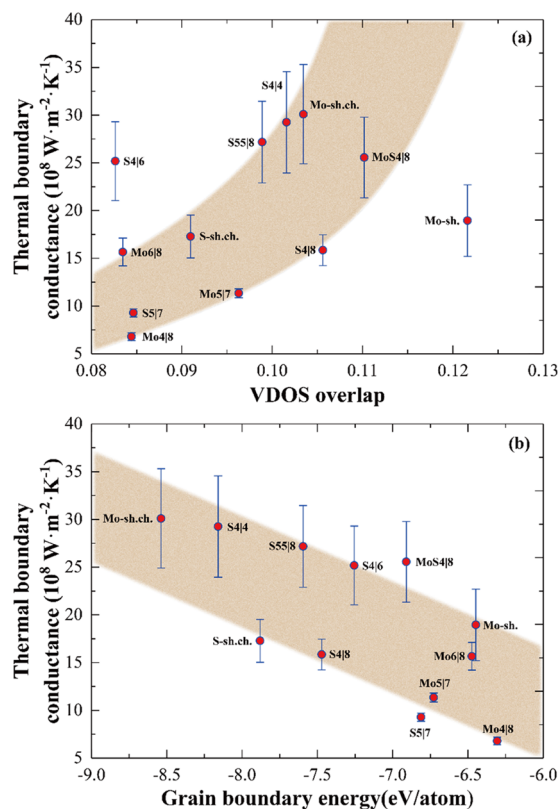 (a)
Thermal boundary
conductance (10⁸ W·m⁻²·K⁻¹)
40
35
30
25
20
15
10
5
S4|4
Mo-sh.ch.
S55|8
MoS4|8
S4|6
Mo-sh.
S-sh.ch.
Mo6|8
S4|8
Mo5|7
S5|7
Mo4|8
0.08 0.09 0.10 0.11 0.12 0.13
VDOS overlap
(b)
Thermal boundary
conductance (10⁸ W·m⁻²·K⁻¹)
40
35
30
25
20
15
10
5
Mo-sh.ch.
S4|4
S55|8
S4|6
MoS4|8
Mo-sh.
S-sh.ch.
S4|8
Mo6|8
Mo5|7
S5|7
Mo4|8
-9.0 -8.5 -8.0 -7.5 -7.0 -6.5 -6.0
Grain boundary energy(eV/atom)